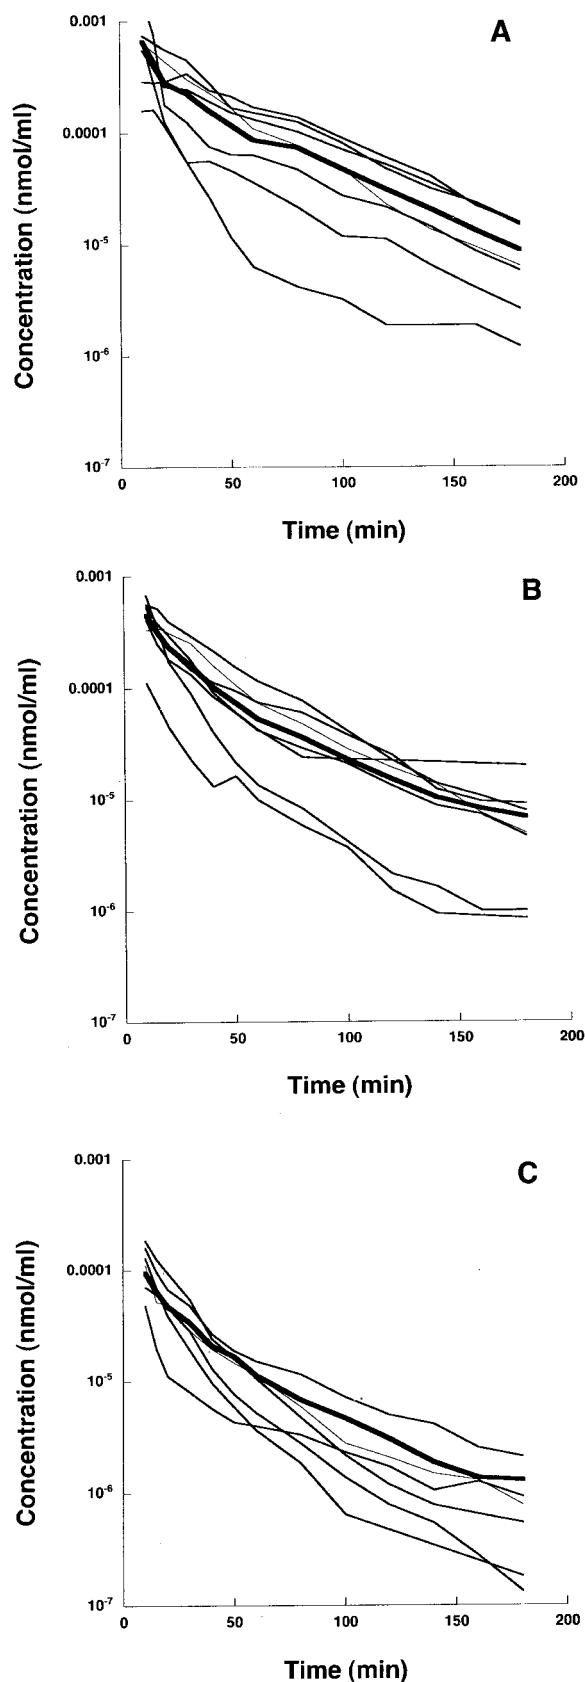 A
Concentration (nmol/ml)
0.001
0.0001
10-5
10-6
10-7
0 50 100 150 200
Time (min)
B
Concentration (nmol/ml)
0.001
0.0001
10-5
10-6
10-7
0 50 100 150 200
Time (min)
C
Concentration (nmol/ml)
0.001
0.0001
10-5
10-6
10-7
0 50 100 150 200
Time (min)